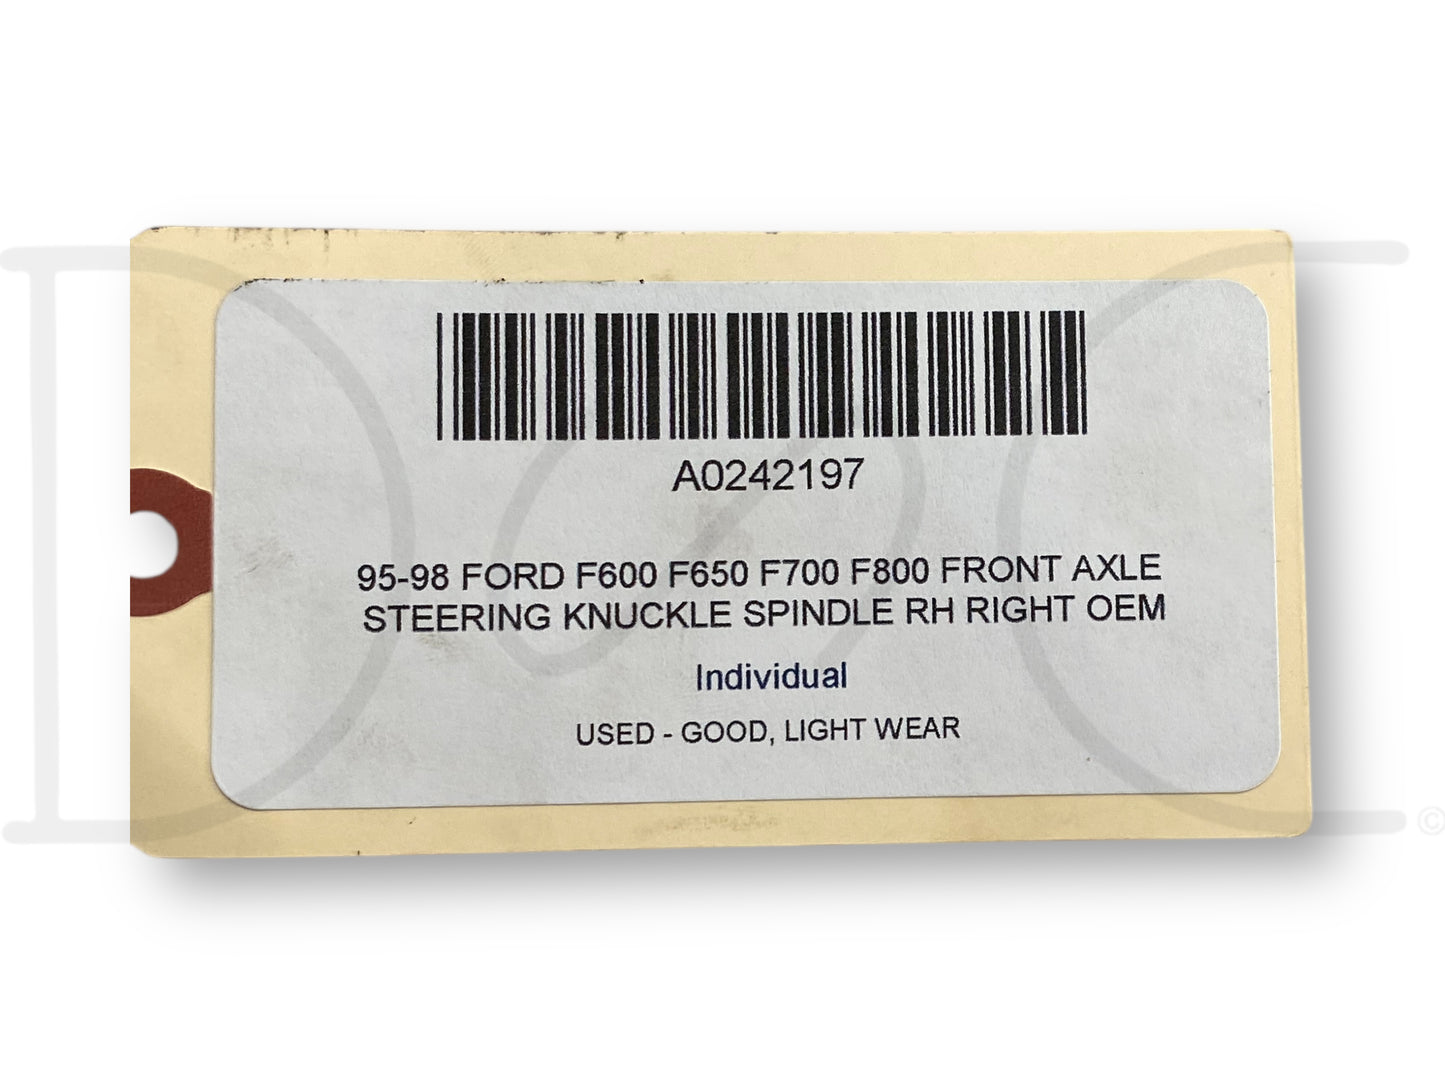 A0242197
95-98 FORD F600 F650 F700 F800 FRONT AXLE
STEERING KNUCKLE SPINDLE RH RIGHT OEM
Individual
USED - GOOD, LIGHT WEAR
©